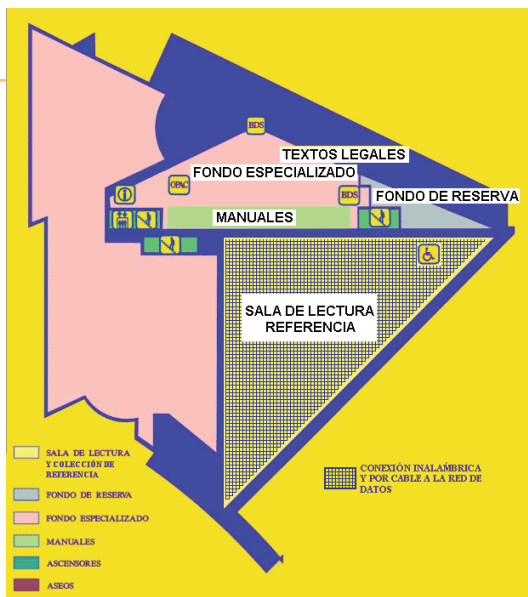 BDS
TEXTOS LEGALES
FONDO ESPECIALIZADO
OPAC
BDS
FONDO DE RESERVA
MANUALES
SALA DE LECTURA
REFERENCIA
SALA DE LECTURA
Y COLECCIÓN DE
REFERENCIA
FONDO DE RESERVA
FONDO ESPECIALIZADO
MANUALES
ASCENSORES
ASEOS
CONEXIÓN INALAMBRICA
Y POR CABLE A LA RED DE
DATOS